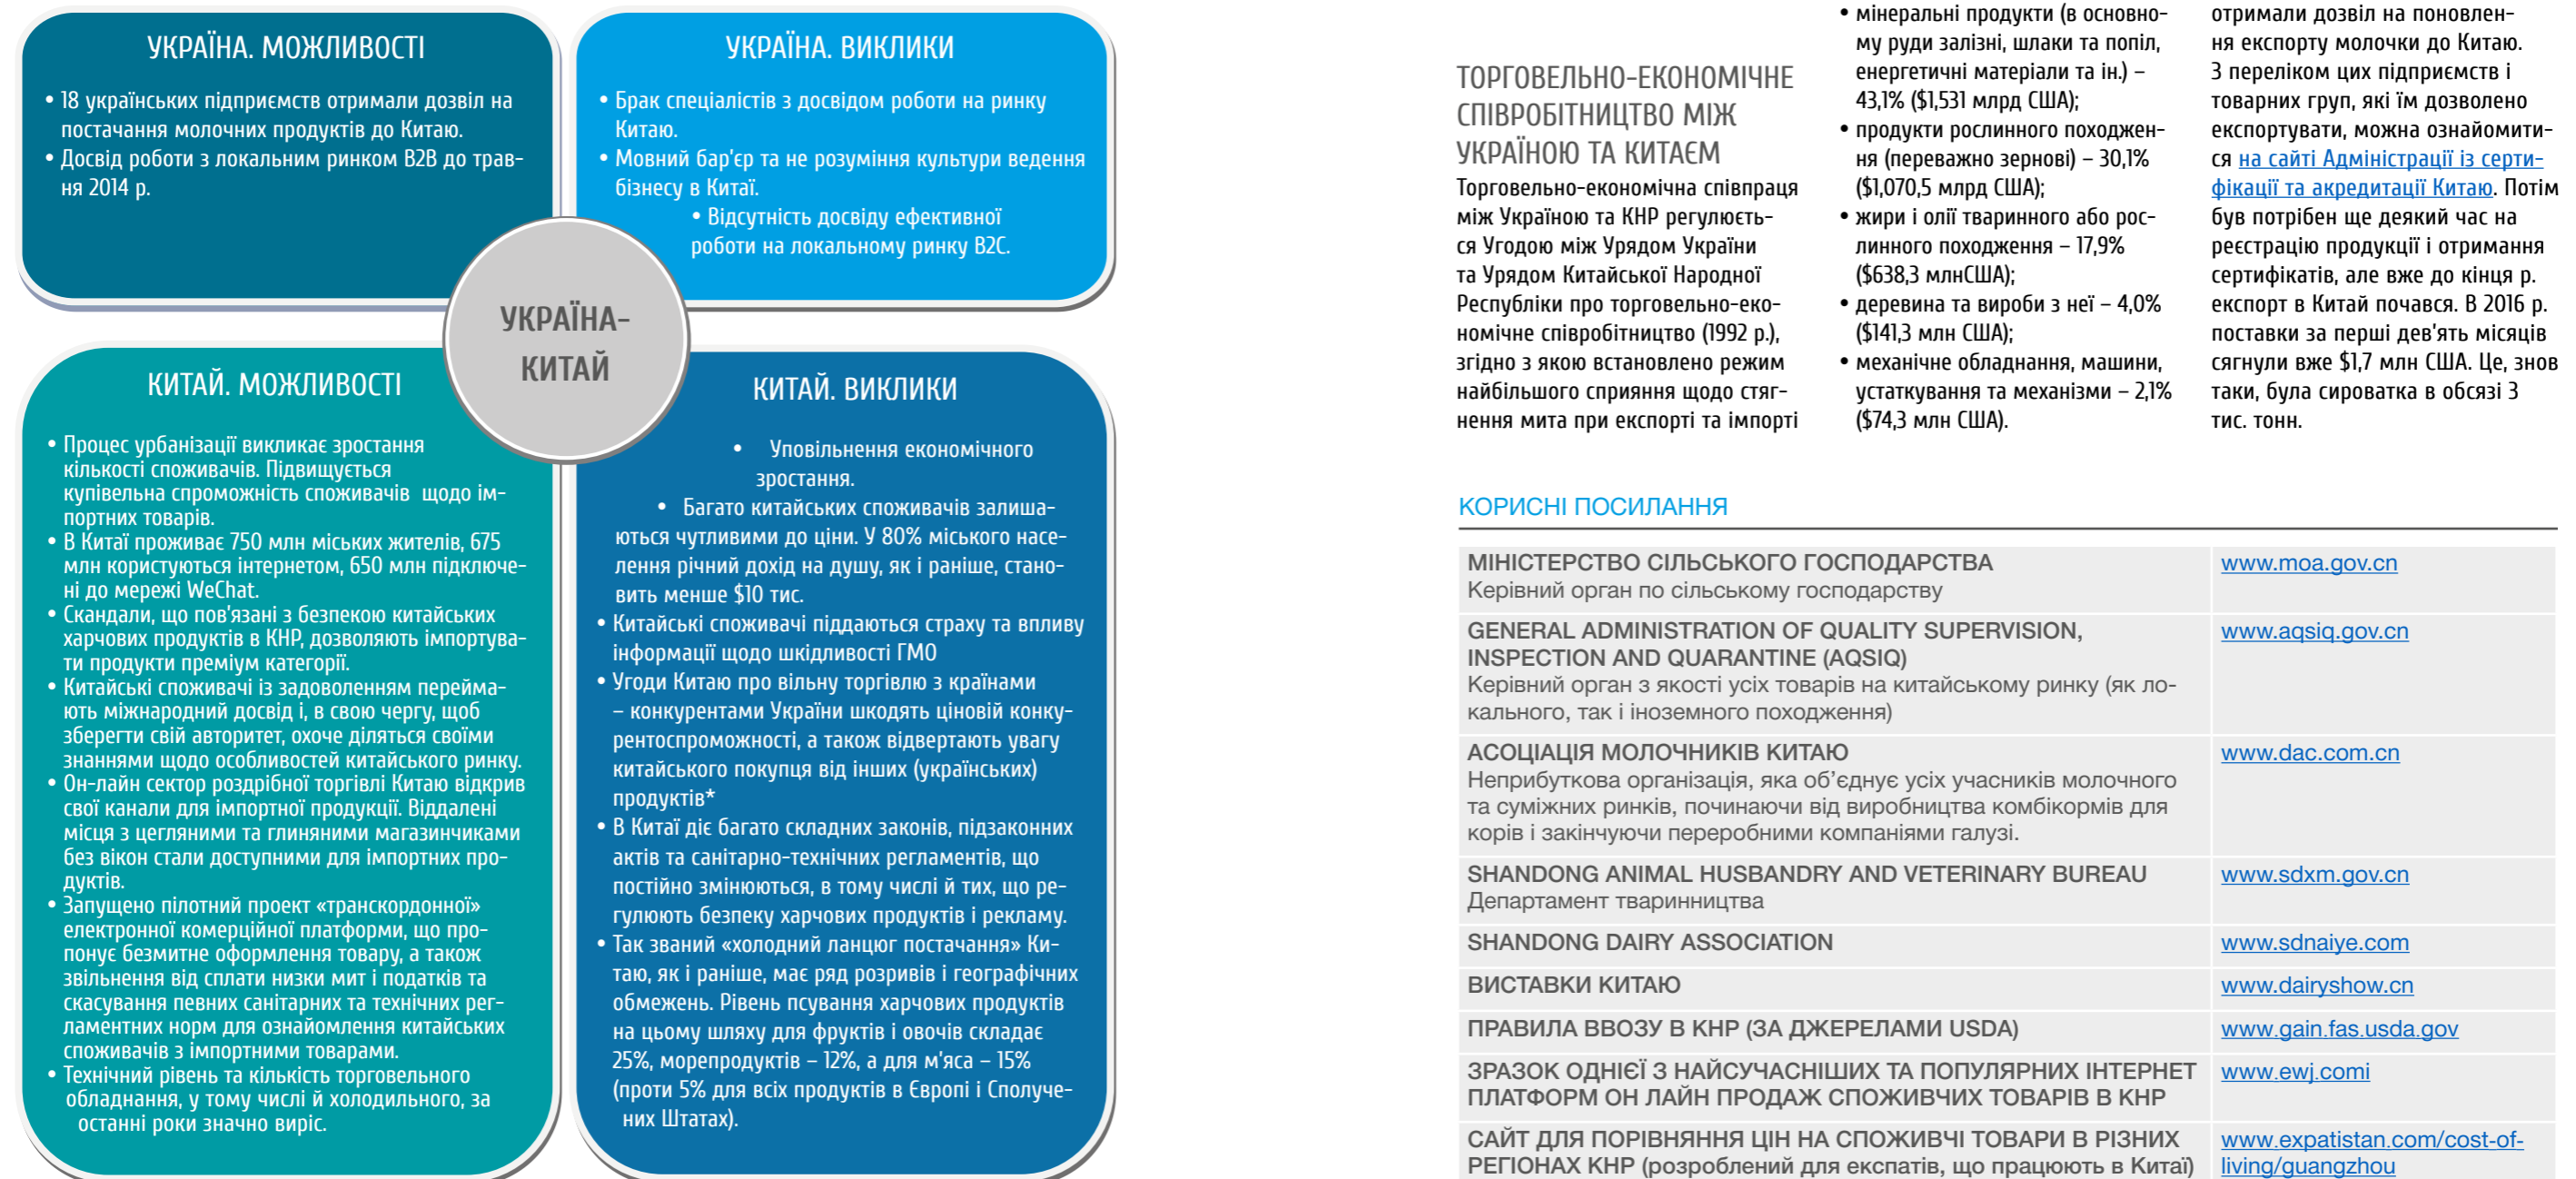 УКРАЇНА. МОЖЛИВОСТІ
• 18 українських підприємств отримали дозвіл на
постачання молочних продуктів до Китаю.
• Досвід роботи з локальним ринком B2B до трав-
ня 2014 р.
УКРАЇНА. ВИКЛИКИ
• Брак спеціалістів з досвідом роботи на ринку
Китаю.
• Мовний бар'єр та не розуміння культури ведення
бізнесу в Китаї.
• Відсутність досвіду ефективної
роботи на локальному ринку B2C.
УКРАЇНА-
КИТАЙ
КИТАЙ. МОЖЛИВОСТІ
• Процес урбанізації викликає зростання
кількості споживачів. Підвищується
купівельна спроможність споживачів щодо ім-
портних товарів.
• В Китаї проживає 750 млн міських жителів, 675
млн користуються інтернетом, 650 млн підключе-
ні до мережі WeChat.
• Скандали, що пов'язані з безпекою китайських
харчових продуктів в КНР, дозволяють імпортува-
ти продукти преміум категорії.
• Китайські споживачі із задоволенням перейма-
ють міжнародний досвід і, в свою чергу, щоб
зберегти свій авторитет, охоче діляться своїми
знаннями щодо особливостей китайського ринку.
• Он-лайн сектор роздрібної торгівлі Китаю відкрив
свої канали для імпортної продукції. Віддалені
місця з цегляними та глиняними магазинчиками
без вікон стали доступними для імпортних про-
дуктів.
• Запущено пілотний проект «транскордонної»
електронної комерційної платформи, що про-
понує безмитне оформлення товару, а також
звільнення від сплати низки мит і податків та
скасування певних санітарних та технічних рег-
ламентних норм для ознайомлення китайських
споживачів з імпортними товарами.
• Технічний рівень та кількість торговельного
обладнання, у тому числі й холодильного, за
останні роки значно виріс.
КИТАЙ. ВИКЛИКИ
• Уповільнення економічного
зростання.
• Багато китайських споживачів залиша-
ються чутливими до ціни. У 80% міського насе-
лення річний дохід на душу, як і раніше, стано-
вить менше $10 тис.
• Китайські споживачі піддаються страху та впливу
інформації щодо шкідливості ГМО
• Угоди Китаю про вільну торгівлю з країнами
– конкурентами України шкодять ціновій конку-
рентоспроможності, а також відвертають увагу
китайського покупця від інших (українських)
продуктів*
• В Китаї діє багато складних законів, підзаконних
актів та санітарно-технічних регламентів, що
постійно змінюються, в тому числі й тих, що ре-
гулюють безпеку харчових продуктів і рекламу.
• Так званий «холодний ланцюг постачання» Ки-
таю, як і раніше, має ряд розривів і географічних
обмежень. Рівень псування харчових продуктів
на цьому шляху для фруктів і овочів складає
25%, морепродуктів – 12%, а для м'яса – 15%
(проти 5% для всіх продуктів в Європі і Сполуче-
них Штатах).
ТОРГОВЕЛЬНО-ЕКОНОМІЧНЕ
СПІВРОБІТНИЦТВО МІЖ
УКРАЇНОЮ ТА КИТАЄМ
Торговельно-економічна співпраця
між Україною та КНР регулюєть-
ся Угодою між Урядом України
та Урядом Китайської Народної
Республіки про торговельно-еко-
номічне співробітництво (1992 р.),
згідно з якою встановлено режим
найбільшого сприяння щодо стяг-
нення мита при експорті та імпорті
• мінеральні продукти (в основно-
му руди залізні, шлаки та попіл,
енергетичні матеріали та ін.) –
43,1% ($1,531 млрд США);
• продукти рослинного походжен-
ня (переважно зернові) – 30,1%
($1,070,5 млрд США);
• жири і олії тваринного або рос-
линного походження – 17,9%
($638,3 млнСША);
• деревина та вироби з неї – 4,0%
($141,3 млн США);
• механічне обладнання, машини,
устаткування та механізми – 2,1%
($74,3 млн США).
отримали дозвіл на поновлен-
ня експорту молочки до Китаю.
З переліком цих підприємств і
товарних груп, які їм дозволено
експортувати, можна ознайомити-
ся на сайті Адміністрації із серти-
фікації та акредитації Китаю. Потім
був потрібен ще деякий час на
реєстрацію продукції і отримання
сертифікатів, але вже до кінця р.
експорт в Китай почався. В 2016 р.
поставки за перші дев'ять місяців
сягнули вже $1,7 млн США. Це, знов
таки, була сироватка в обсязі 3
тис. тонн.
КОРИСНІ ПОСИЛАННЯ
МІНІСТЕРСТВО СІЛЬСЬКОГО ГОСПОДАРСТВА www.moa.gov.cn
Керівний орган по сільському господарству
GENERAL ADMINISTRATION OF QUALITY SUPERVISION, www.aqsiq.gov.cn
INSPECTION AND QUARANTINE (AQSIQ)
Керівний орган з якості усіх товарів на китайському ринку (як ло-
кального, так і іноземного походження)
АСОЦІАЦІЯ МОЛОЧНИКІВ КИТАЮ www.dac.com.cn
Неприбуткова організація, яка об'єднує усіх учасників молочного
та суміжних ринків, починаючи від виробництва комбікормів для
корів і закінчуючи переробними компаніями галузі.
SHANDONG ANIMAL HUSBANDRY AND VETERINARY BUREAU www.sdxm.gov.cn
Департамент тваринництва
SHANDONG DAIRY ASSOCIATION www.sdnaiye.com
ВИСТАВКИ КИТАЮ www.dairyshow.cn
ПРАВИЛА ВВОЗУ В КНР (ЗА ДЖЕРЕЛАМИ USDA) www.gain.fas.usda.gov
ЗРАЗОК ОДНІЄЇ З НАЙСУЧАСНІШИХ ТА ПОПУЛЯРНИХ ІНТЕРНЕТ www.ewj.comi
ПЛАТФОРМ ОН ЛАЙН ПРОДАЖ СПОЖИВЧИХ ТОВАРІВ В КНР
САЙТ ДЛЯ ПОРІВНЯННЯ ЦІН НА СПОЖИВЧІ ТОВАРИ В РІЗНИХ www.expatistan.com/cost-of-
РЕГІОНАХ КНР (розроблений для експатів, що працюють в Китаї) living/guangzhou